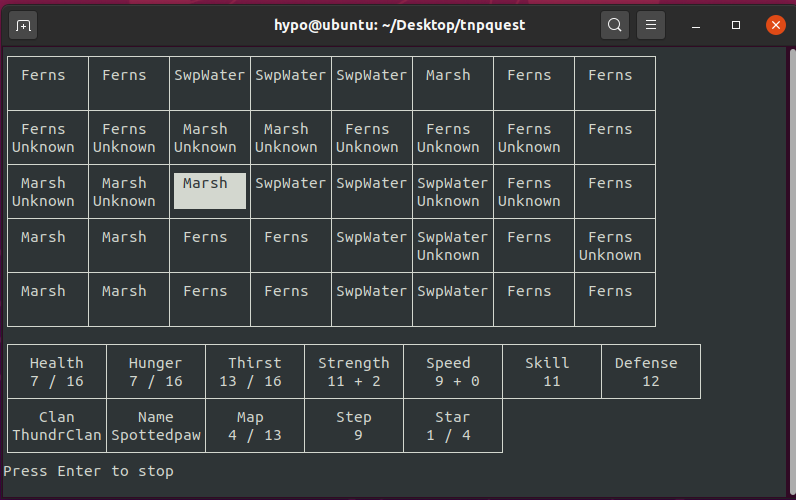 hypo@ubuntu: ~/Desktop/tnpquest
Ferns Ferns SwpWater SwpWater SwpWater Marsh Ferns Ferns
Ferns Ferns Marsh Marsh Ferns Ferns Ferns Ferns
Unknown Unknown Unknown Unknown Unknown Unknown Unknown
Marsh Marsh Marsh SwpWater SwpWater SwpWater Ferns Ferns
Unknown Unknown Unknown Unknown
Marsh Marsh Ferns Ferns SwpWater SwpWater Ferns Ferns
Unknown Unknown
Marsh Marsh Ferns Ferns SwpWater SwpWater Ferns Ferns
Health Hunger Thirst Strength Speed Skill Defense
7 / 16 7 / 16 13 / 16 11 + 2 9 + 0 11 12
Clan Name Map Step Star
ThundrClan Spottedpaw 4 / 13 9 1 / 4
Press Enter to stop